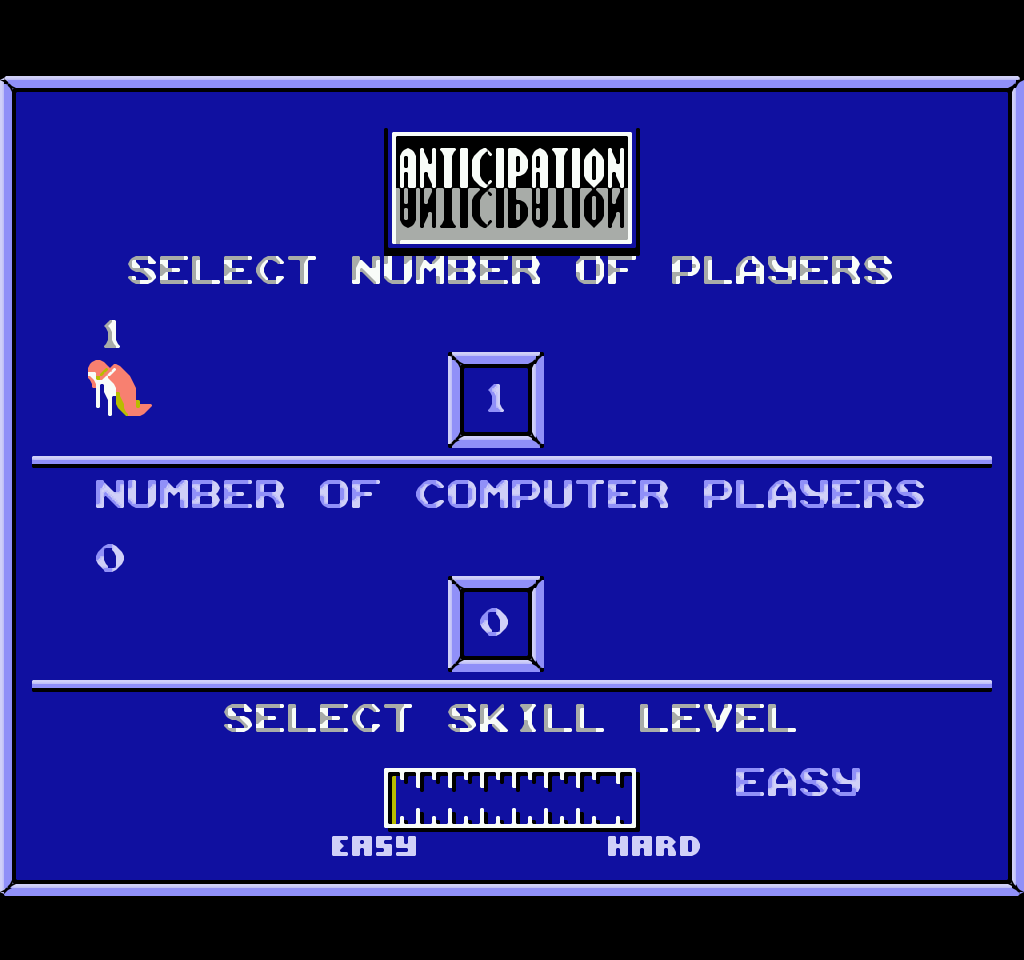 ANTICIPATION
SELECT NUMBER OF PLAYERS
1
1
NUMBER OF COMPUTER PLAYERS
0
0
SELECT SKILL LEVEL
EASY
EASY HARD